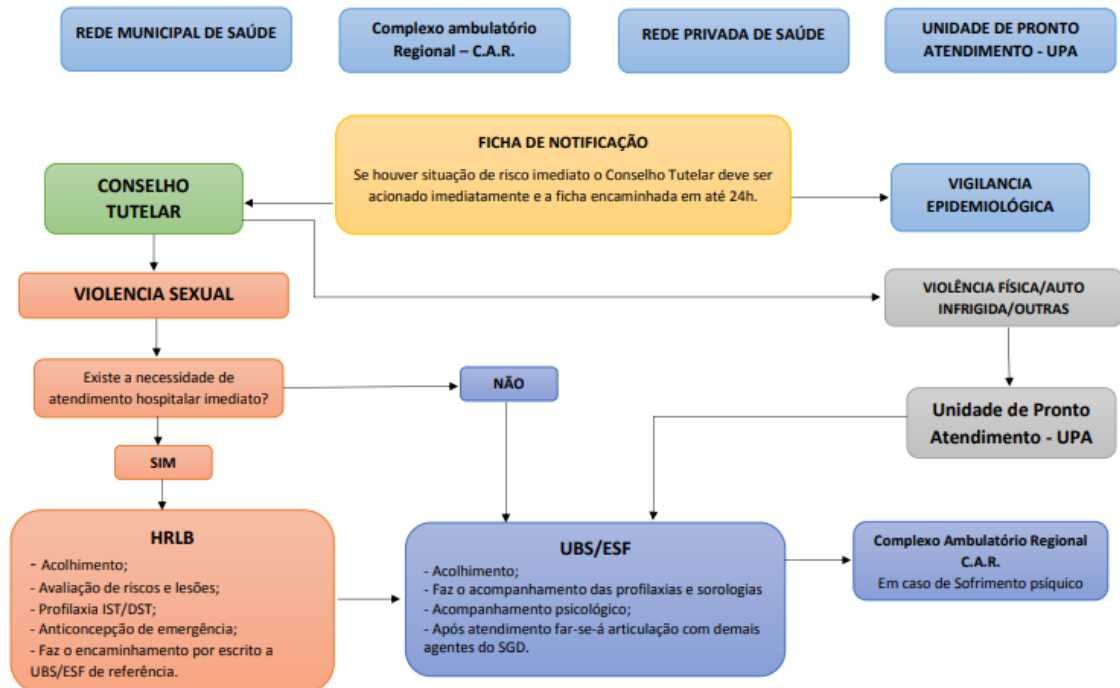 REDE MUNICIPAL DE SAÚDE
Complexo ambulatório
Regional – C.A.R.
REDE PRIVADA DE SAÚDE
UNIDADE DE PRONTO
ATENDIMENTO - UPA
FICHA DE NOTIFICAÇÃO
Se houver situação de risco imediato o Conselho Tutelar deve ser
acionado imediatamente e a ficha encaminhada em até 24h.
CONSELHO
TUTELAR
VIGILANCIA
EPIDEMIOLÓGICA
VIOLENCIA SEXUAL
VIOLÊNCIA FÍSICA/AUTO
INFRIGIDA/OUTRAS
Existe a necessidade de
atendimento hospitalar imediato?
NÃO
Unidade de Pronto
Atendimento - UPA
SIM
HRLB
- Acolhimento;
- Avaliação de riscos e lesões;
- Profilaxia IST/DST;
- Anticoncepção de emergência;
- Faz o encaminhamento por escrito a
UBS/ESF de referência.
UBS/ESF
- Acolhimento;
- Faz o acompanhamento das profilaxias e sorologias
- Acompanhamento psicológico;
- Após atendimento far-se-á articulação com demais
agentes do SGD.
Complexo Ambulatório Regional
C.A.R.
Em caso de Sofrimento psíquico